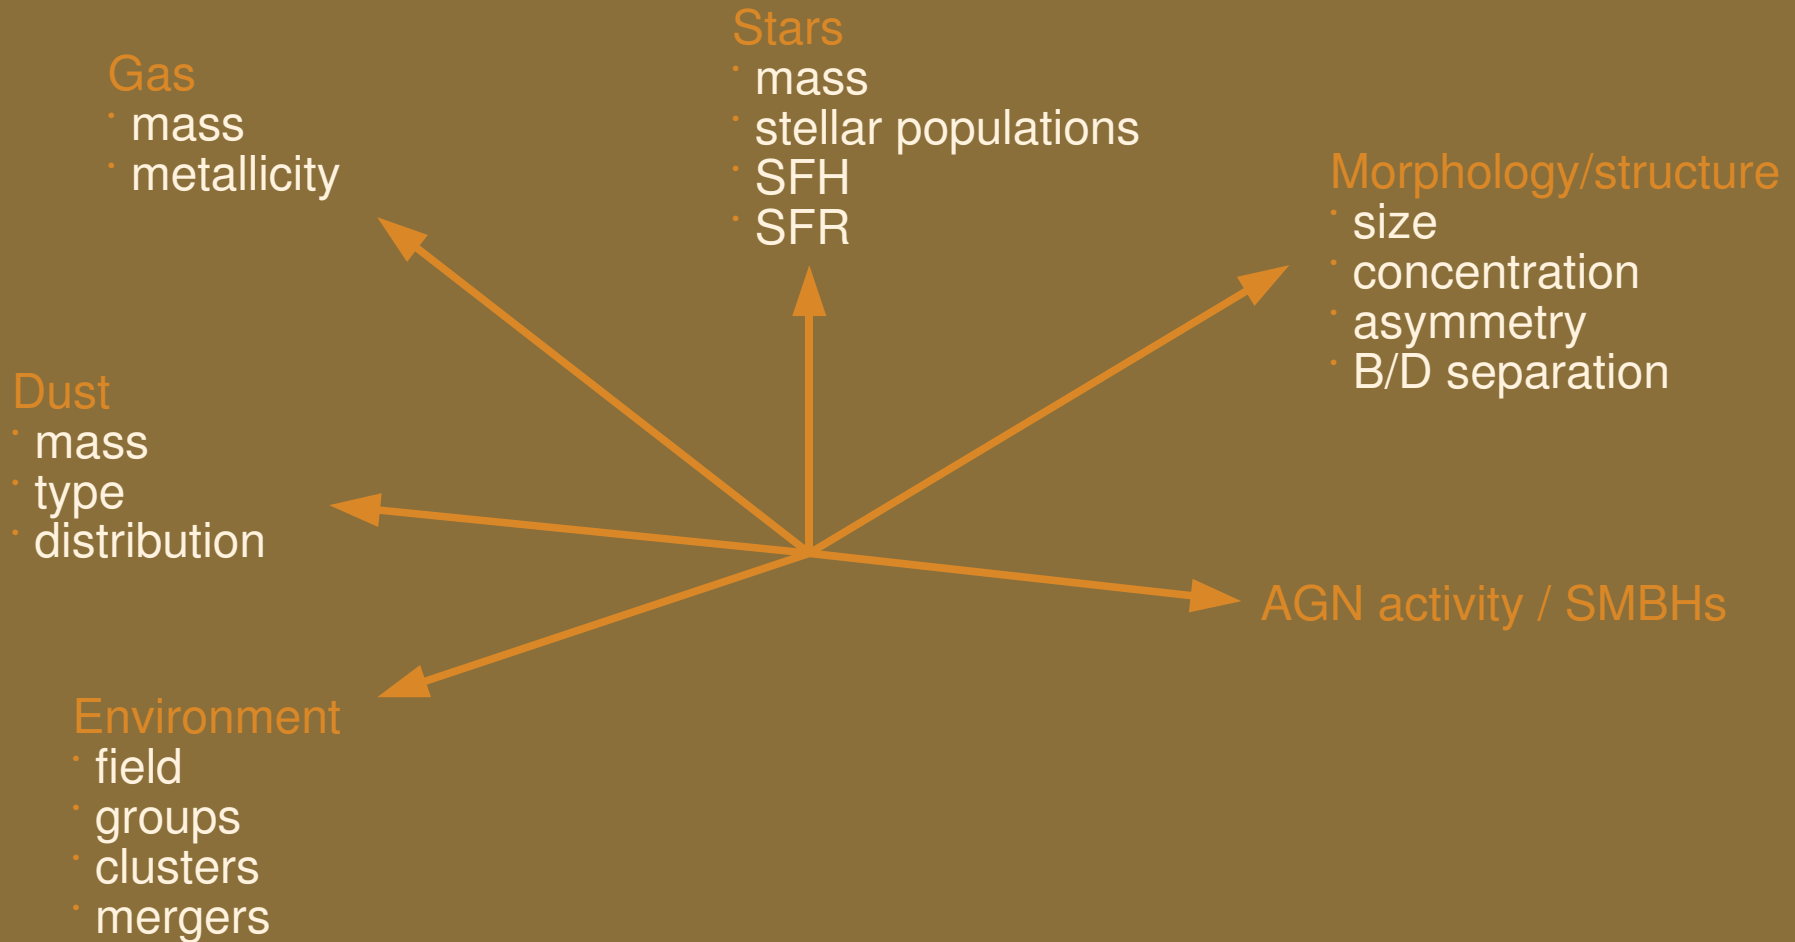 Stars
· mass
· stellar populations
· SFH
· SFR
Gas
· mass
· metallicity
Morphology/structure
· size
· concentration
· asymmetry
· B/D separation
Dust
· mass
· type
· distribution
AGN activity / SMBHs
Environment
· field
· groups
· clusters
· mergers